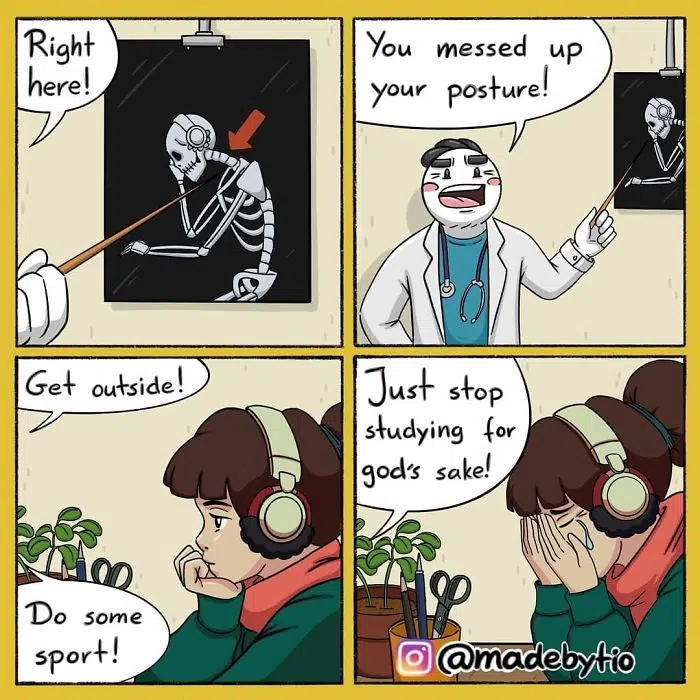 Right
here!
You messed up
your posture!
Get outside!
Do some
sport!
Just stop
studying for
god's sake!
@madebytio